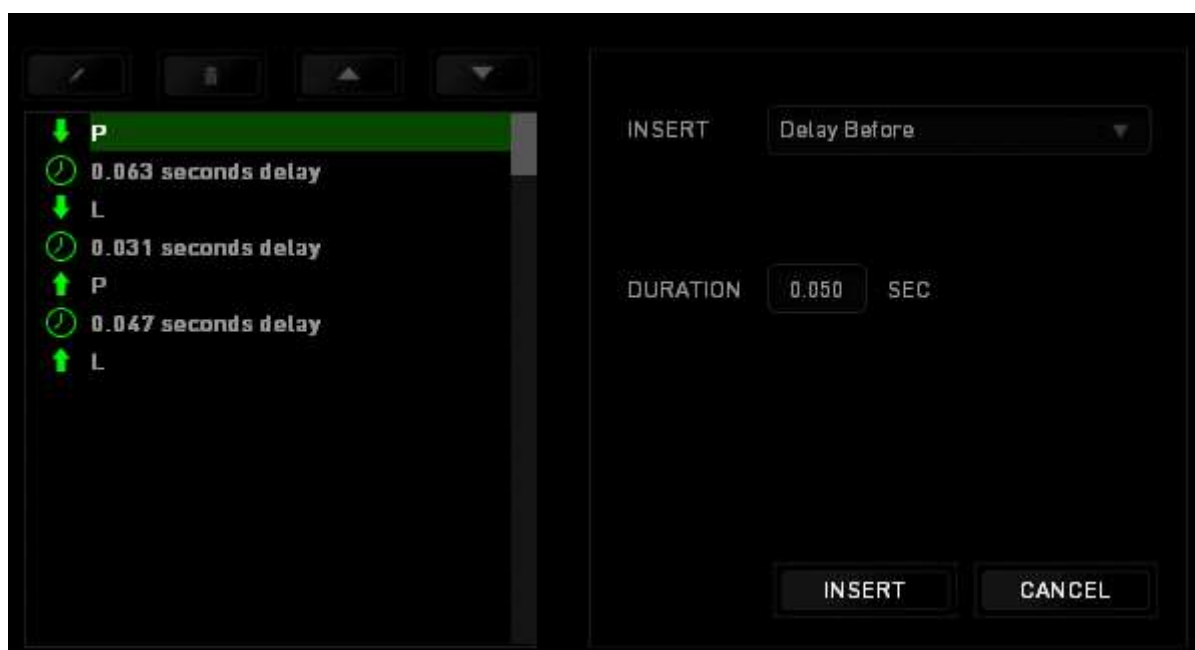 P
0.063 seconds delay
L
0.031 seconds delay
P
0.047 seconds delay
L
INSERT Delay Before
DURATION 0.050 SEC
INSERT CANCEL